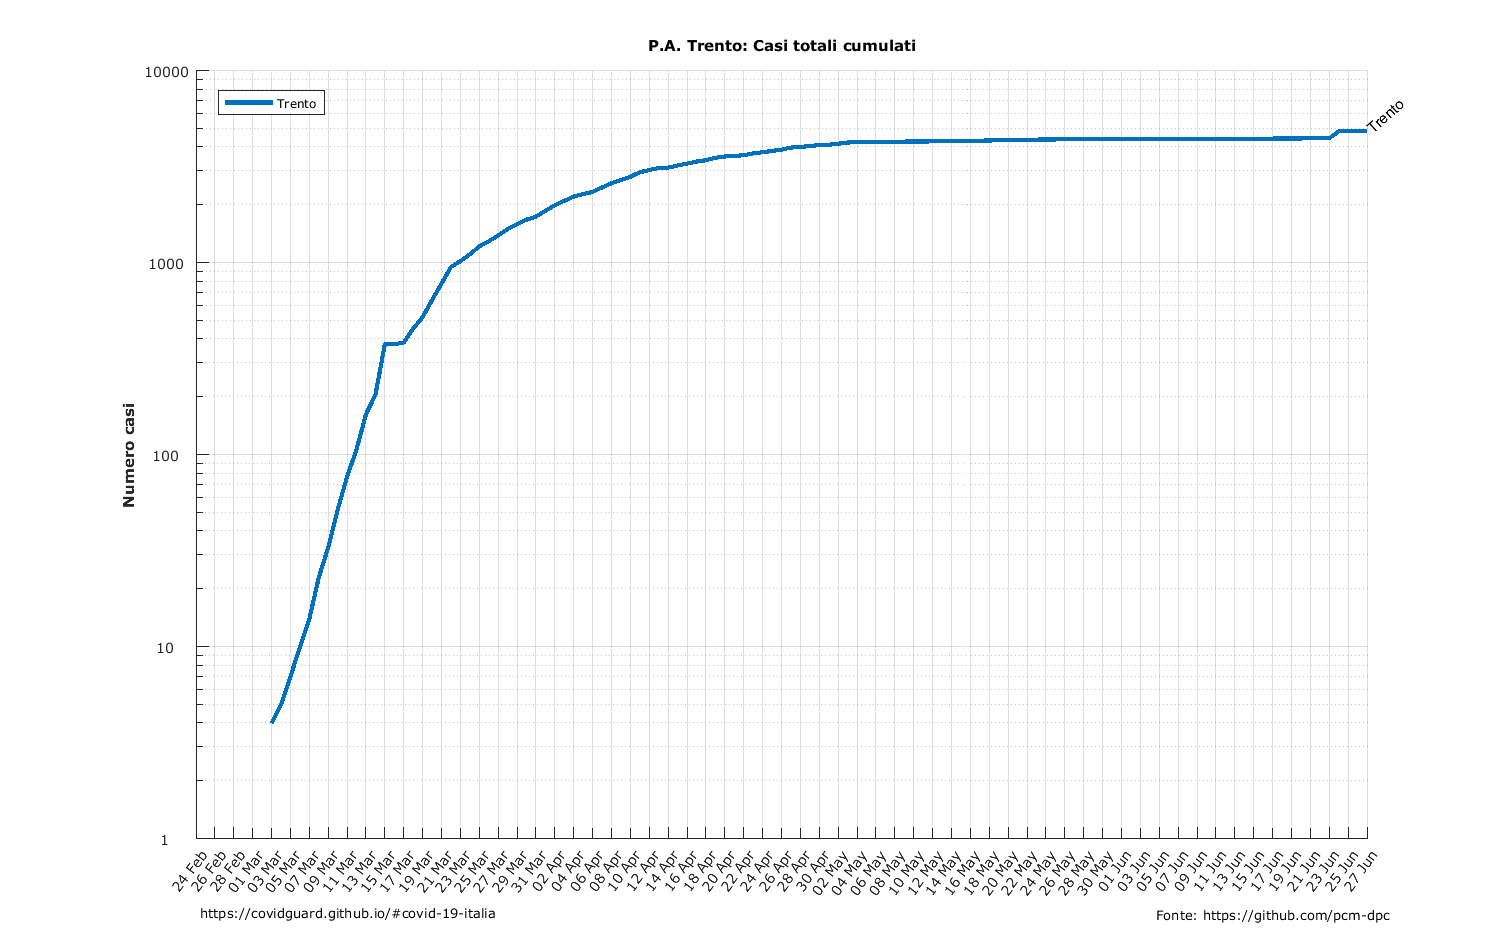 P.A. Trento: Casi totali cumulati
10000
1000
100
10
1
Numero casi
Trento
Trento
24 Feb
26 Feb
28 Feb
01 Mar
03 Mar
05 Mar
07 Mar
09 Mar
11 Mar
13 Mar
15 Mar
17 Mar
19 Mar
21 Mar
23 Mar
25 Mar
27 Mar
29 Mar
31 Mar
02 Apr
04 Apr
06 Apr
08 Apr
10 Apr
12 Apr
14 Apr
16 Apr
18 Apr
20 Apr
22 Apr
24 Apr
26 Apr
28 Apr
30 Apr
02 May
04 May
06 May
08 May
10 May
12 May
14 May
16 May
18 May
20 May
22 May
24 May
26 May
28 May
30 May
01 Jun
03 Jun
05 Jun
07 Jun
09 Jun
11 Jun
13 Jun
15 Jun
17 Jun
19 Jun
21 Jun
23 Jun
25 Jun
27 Jun
https://covidguard.github.io/#covid-19-italia
Fonte: https://github.com/pcm-dpc